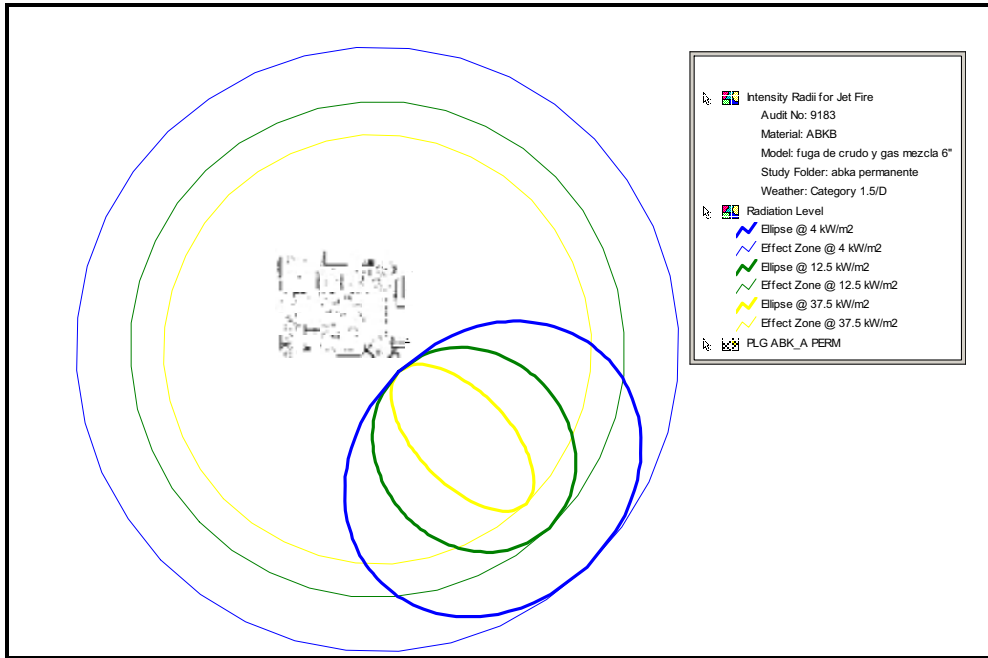 Intensity Radii for Jet Fire
Audit No: 9183
Material: ABKB
Model: fuga de crudo y gas mezcla 6"
Study Folder: abka permanente
Weather: Category 1.5/D
Radiation Level
Ellipse @ 4 kW/m2
Effect Zone @ 4 kW/m2
Ellipse @ 12.5 kW/m2
Effect Zone @ 12.5 kW/m2
Ellipse @ 37.5 kW/m2
Effect Zone @ 37.5 kW/m2
PLG ABK_A PERM